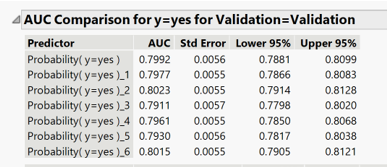 AUC Comparison for y=yes for Validation=Validation
Predictor AUC Std Error Lower 95% Upper 95%
Probability( y=yes ) 0.7992 0.0056 0.7881 0.8099
Probability( y=yes )_1 0.7977 0.0055 0.7866 0.8083
Probability( y=yes )_2 0.8023 0.0055 0.7914 0.8128
Probability( y=yes )_3 0.7911 0.0057 0.7798 0.8020
Probability( y=yes )_4 0.7961 0.0055 0.7850 0.8068
Probability( y=yes )_5 0.7930 0.0056 0.7817 0.8038
Probability( y=yes )_6 0.8015 0.0055 0.7905 0.8121